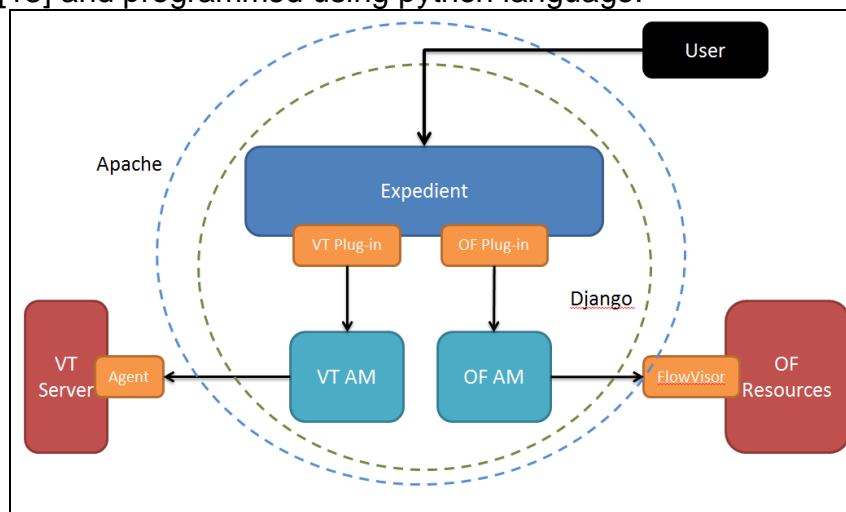 [18] and programmed using python language.
User
Apache
Expedient
VT Plug-in
OF Plug-in
Django
VT
Server
Agent
VT AM
OF AM
FlowVisor
OF
Resources